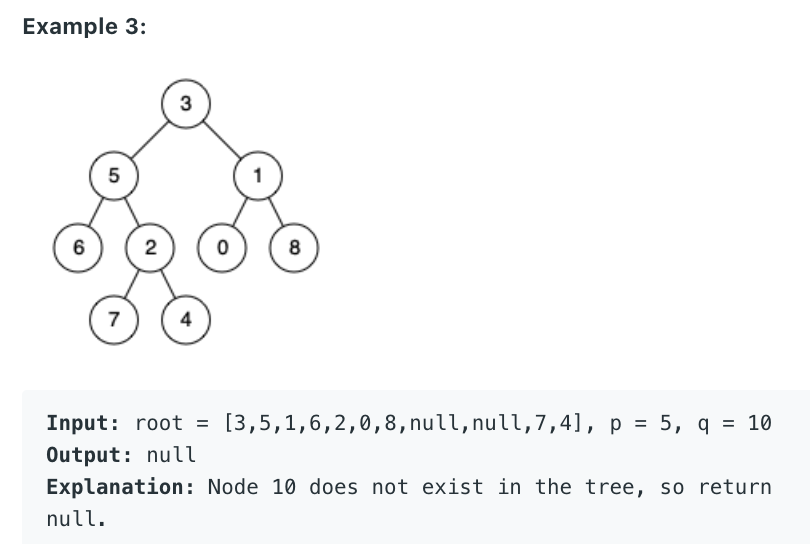 Example 3:
3
5 1
6 2 0 8
7 4
Input: root = [3,5,1,6,2,0,8,null,null,7,4], p = 5, q = 10
Output: null
Explanation: Node 10 does not exist in the tree, so return
null.